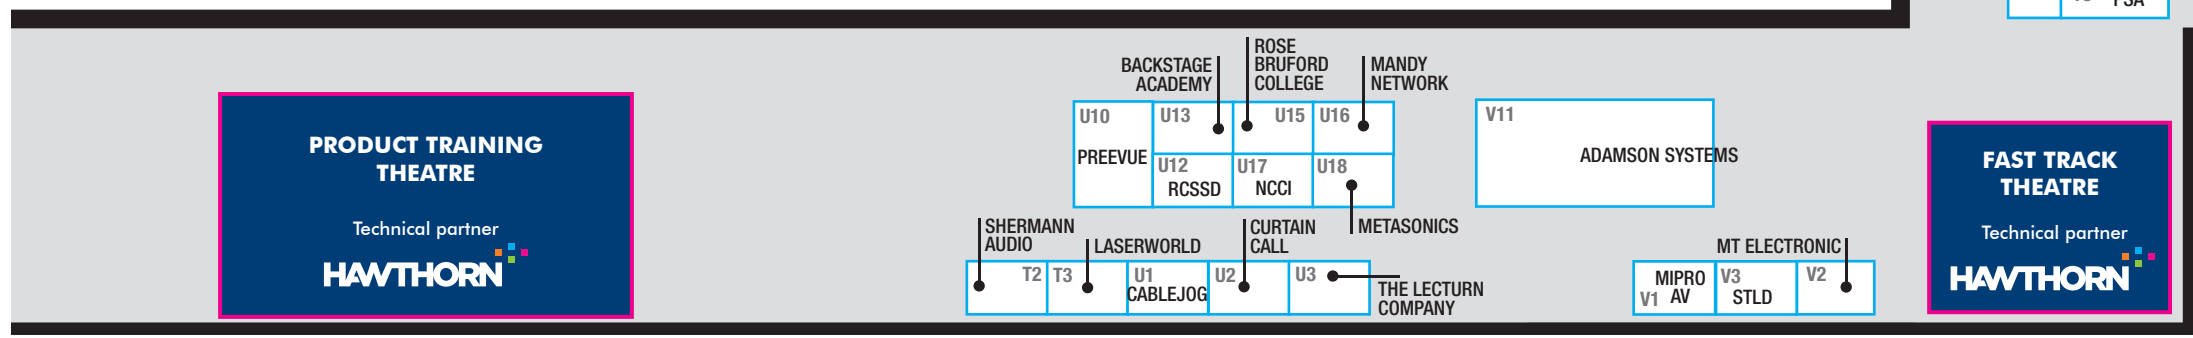 PSA
ROSE
BRUFORD
COLLEGE
BACKSTAGE
ACADEMY
MANDY
NETWORK
U10
U13
U15
U16
V11
PREEVUE
U12
RCSSD
U17
NCCI
U18
ADAMSON SYSTEMS
PRODUCT TRAINING
THEATRE
Technical partner
HAWTHORN
FAST TRACK
THEATRE
Technical partner
HAWTHORN
SHERMANN
AUDIO
LASERWORLD
CURTAIN
CALL
METASONICS
MT ELECTRONIC
T2
T3
U1
CABLEJOG
U2
U3
THE LECTURN
COMPANY
MIPRO
V1 AV
V3
STLD
V2